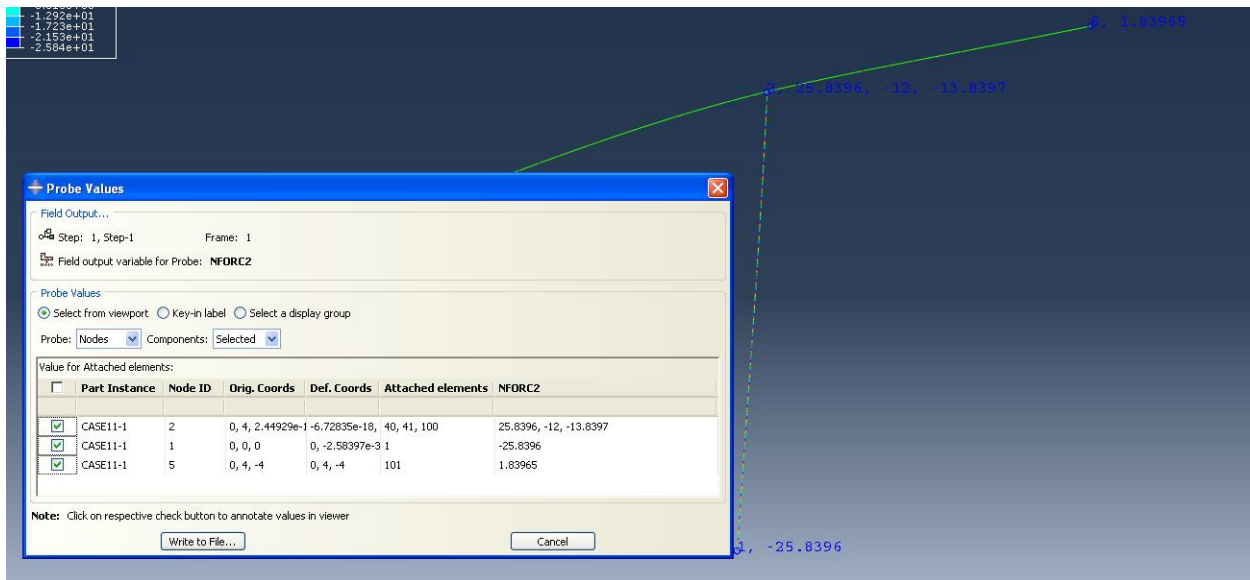 -1.292e+01
-1.723e+01
-2.153e+01
-2.584e+01
5, 1.83965
2, 25.8396, -12, -13.8397
Probe Values
Field Output...
Step: 1, Step-1 Frame: 1
Field output variable for Probe: NFORC2
Probe Values
Select from viewport Key-in label Select a display group
Probe: Nodes Components: Selected
Value for Attached elements:
Part Instance Node ID Orig. Coords Def. Coords Attached elements NFORC2
CASE11-1 2 0, 4, 2.44929e-1 -6.72835e-18, 40, 41, 100 25.8396, -12, -13.8397
CASE11-1 1 0, 0, 0 0, -2.58397e-3 1 -25.8396
CASE11-1 5 0, 4, -4 0, 4, -4 101 1.83965
Note: Click on respective check button to annotate values in viewer
Write to File... Cancel
1, -25.8396